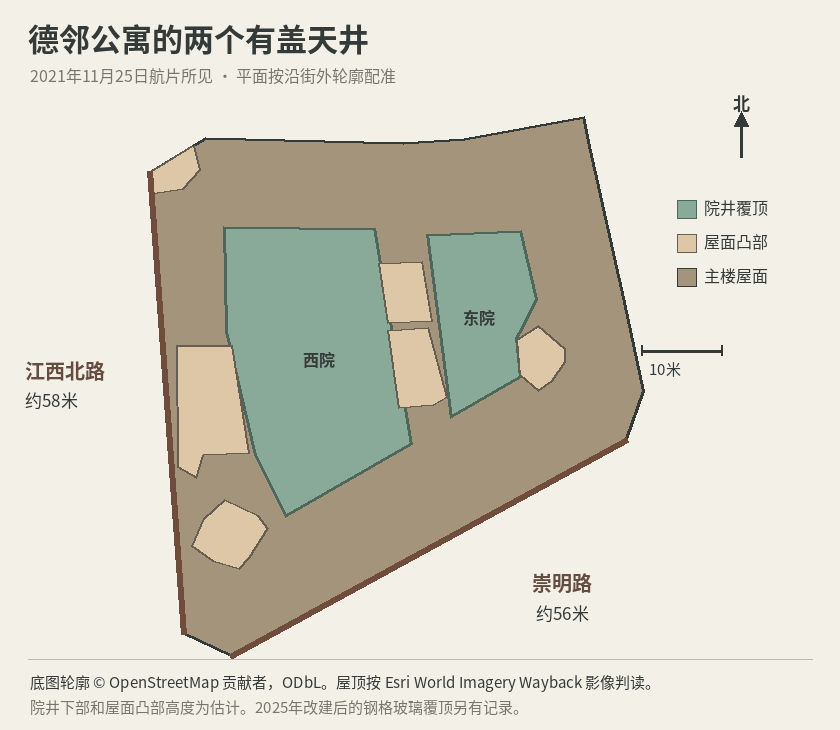 德邻公寓的两个有盖天井
2021年11月25日航片所见 · 平面按沿街外轮廓配准
北
院井覆顶
屋面凸部
主楼屋面
东院
西院
10米
江西北路
约58米
崇明路
约56米
底图轮廓 © OpenStreetMap 贡献者，ODbL。屋顶按 Esri World Imagery Wayback 影像判读。
院井下部和屋面凸部高度为估计。2025年改建后的钢格玻璃覆顶另有记录。